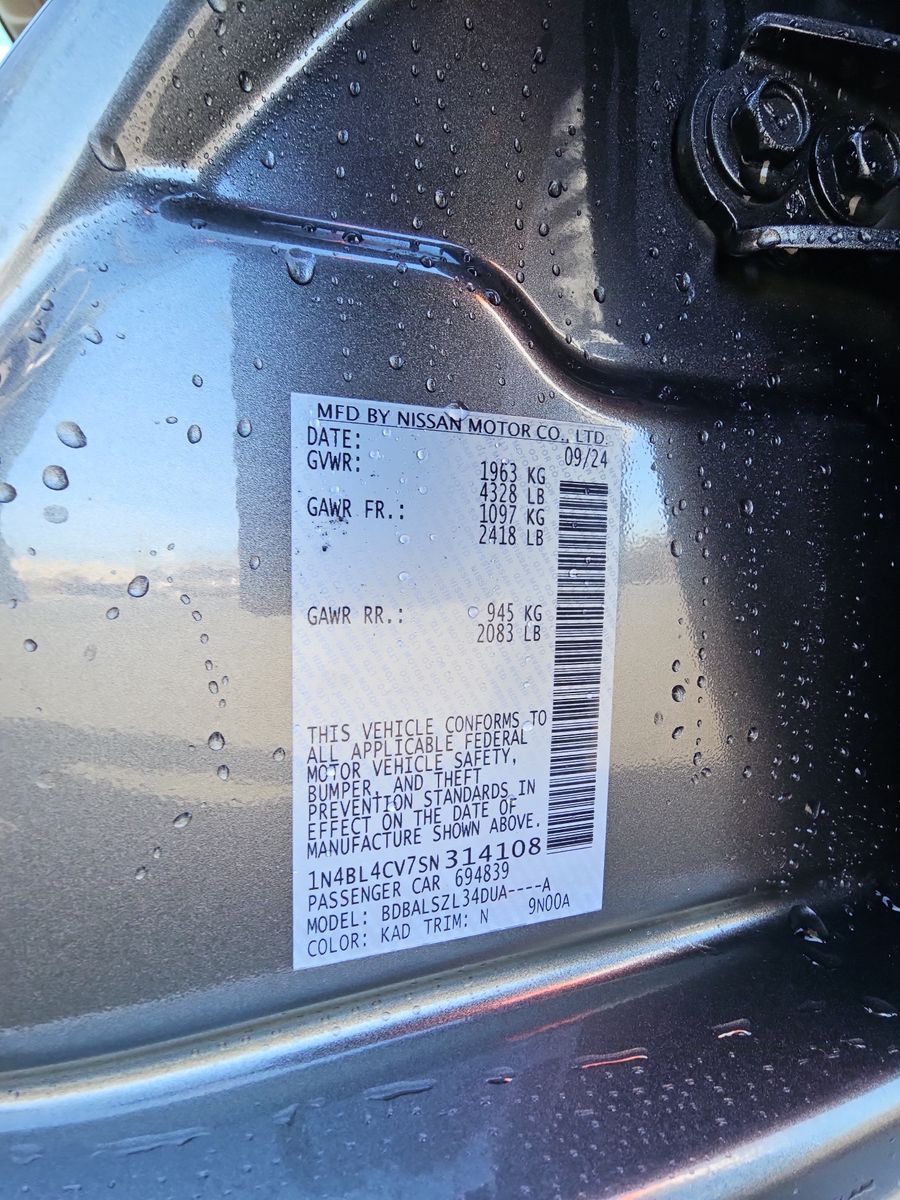 MFD BY NISSAN MOTOR CO., LTD.
DATE: 09/24
GVWR: 1963 KG
4328 LB
GAWR FR.: 1097 KG
2418 LB
GAWR RR.: 945 KG
2083 LB
THIS VEHICLE CONFORMS TO
ALL APPLICABLE FEDERAL
MOTOR VEHICLE SAFETY,
BUMPER, AND THEFT
PREVENTION STANDARDS IN
EFFECT ON THE DATE OF
MANUFACTURE SHOWN ABOVE.
1N4BL4CV7SN314108
PASSENGER CAR 694839
MODEL: BDBALSZL34DUA----A 9N00A
COLOR: KAD TRIM: N